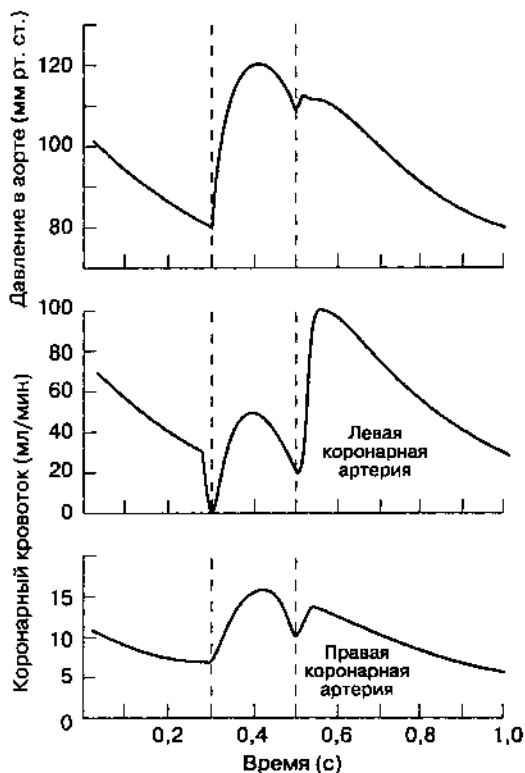 Давление в аорте (мм рт. ст.)
120
100
80
Коронарный кровоток (мл/мин)
100
80
60
40
20
0
Левая
коронарная
артерия
15
10
5
0
Правая
коронарная
артерия
0,2 0,4 0,6 0,8 1,0
Время (с)